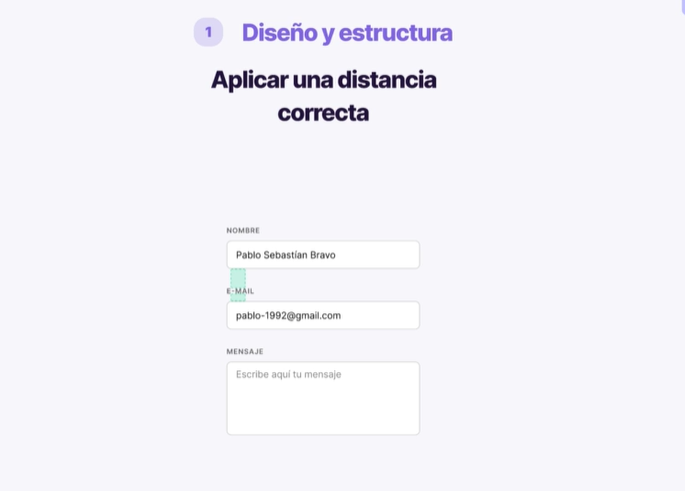 1 Diseño y estructura
Aplicar una distancia
correcta
NOMBRE
Pablo Sebastían Bravo
E-MAIL
pablo-1992@gmail.com
MENSAJE
Escribe aquí tu mensaje